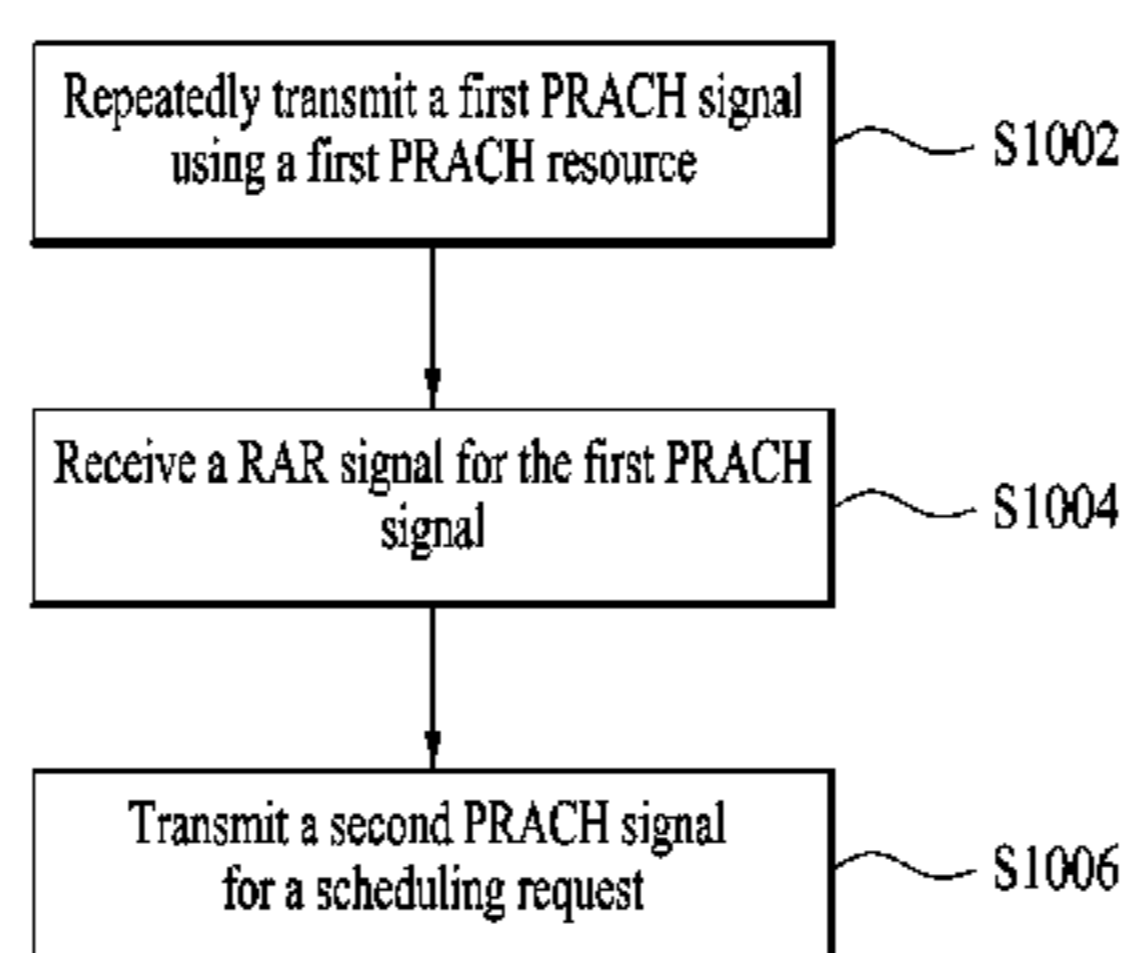 Repeatedly transmit a first PRACH signal
using a first PRACH resource
S1002
Receive a RAR signal for the first PRACH
signal
S1004
Transmit a second PRACH signal
for a scheduling request
S1006